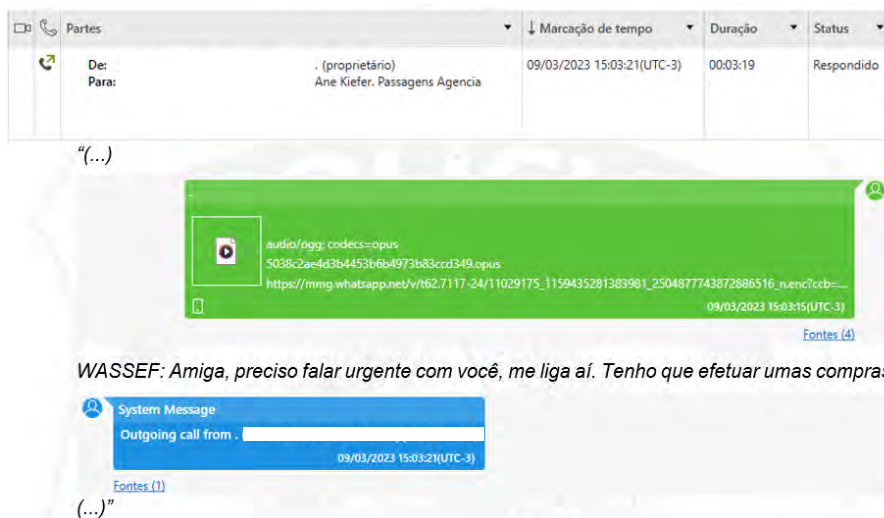 Partes ↓ Marcação de tempo Duração Status
De: . (proprietário) 09/03/2023 15:03:21(UTC-3) 00:03:19 Respondido
Para: Ane Kiefer. Passagens Agencia
“(...)
audio/ogg; codecs=opus
5038c2ae4d3b4453b6b4973b83ccd349.opus
https://mmg.whatsapp.net/v/t62.7117-24/11029175_1159435281383981_2504877743872886516_n.enc?ccb=...
09/03/2023 15:03:15(UTC-3)
Fontes (4)
WASSEF: Amiga, preciso falar urgente com você, me liga aí. Tenho que efetuar umas compras
System Message
Outgoing call from .
09/03/2023 15:03:21(UTC-3)
Fontes (1)
(...)”